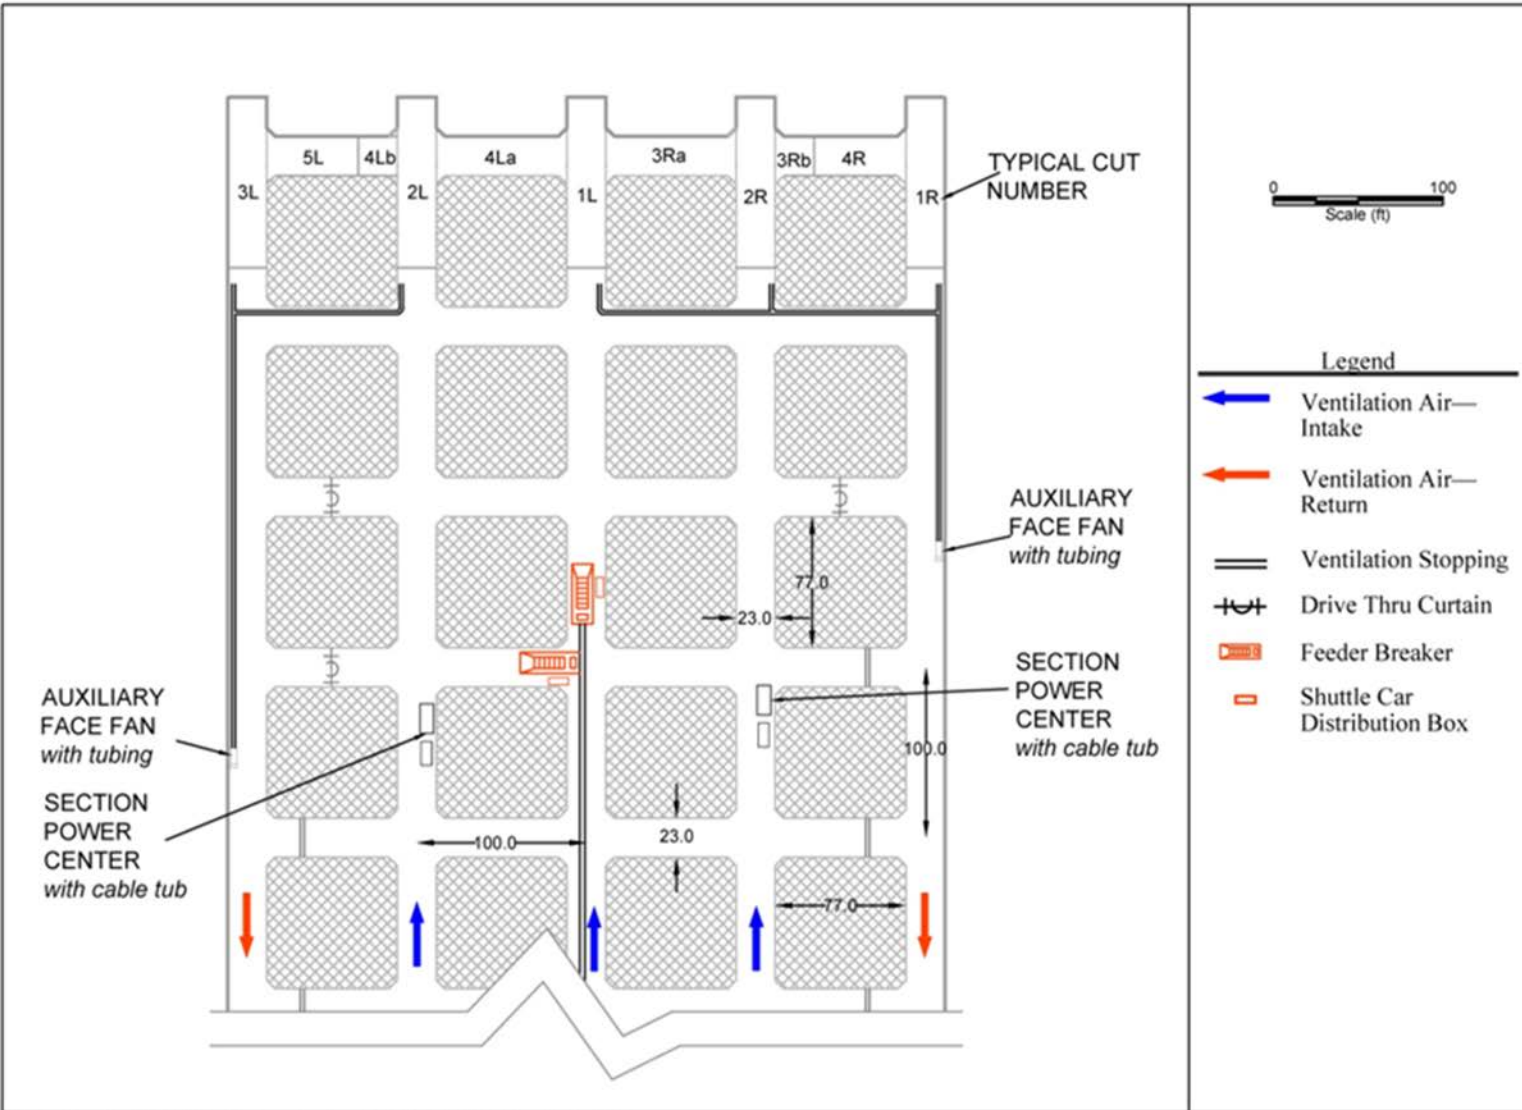 5L
4Lb
4La
3Ra
3Rb
4R
3L
2L
1L
2R
1R
TYPICAL CUT
NUMBER
0
100
Scale (ft)
Legend
Ventilation Air—
Intake
Ventilation Air—
Return
Ventilation Stopping
Drive Thru Curtain
Feeder Breaker
Shuttle Car
Distribution Box
AUXILIARY
FACE FAN
with tubing
77.0
23.0
SECTION
POWER
CENTER
with cable tub
AUXILIARY
FACE FAN
with tubing
100.0
SECTION
POWER
CENTER
with cable tub
100.0
23.0
77.0